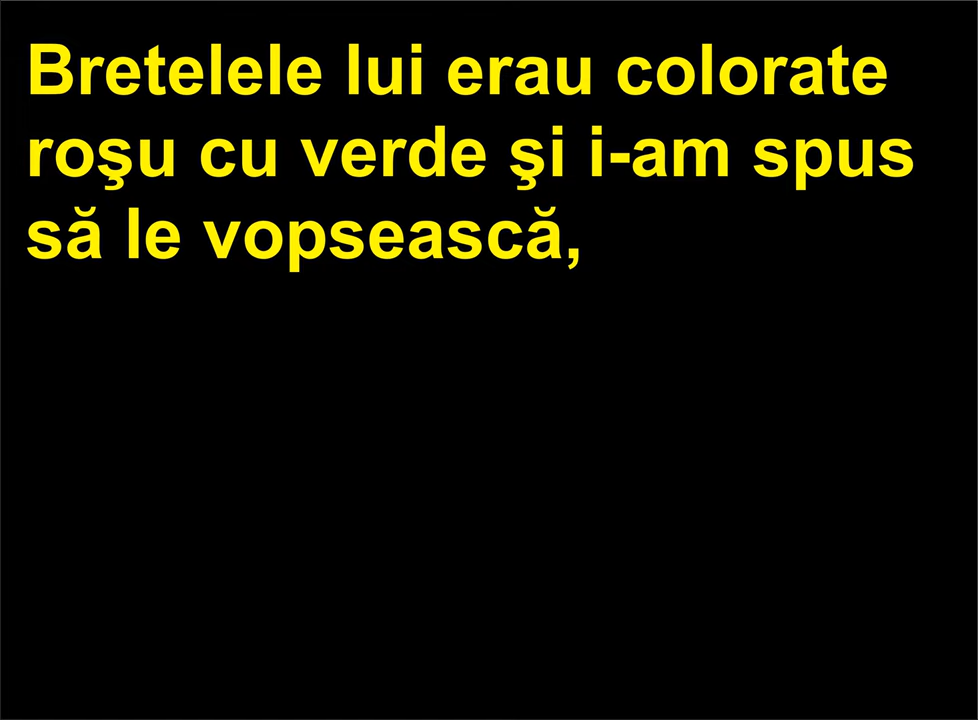 Bretelele lui erau colorate
roşu cu verde şi i-am spus
să le vopsească,